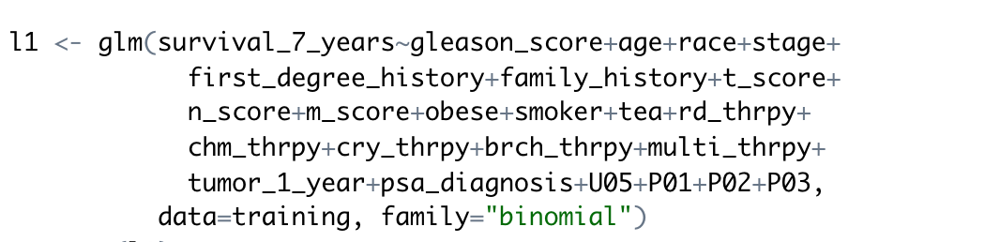 l1 <- glm(survival_7_years~gleason_score+age+race+stage+
first_degree_history+family_history+t_score+
n_score+m_score+obese+smoker+tea+rd_thrpy+
chm_thrpy+cry_thrpy+brch_thrpy+multi_thrpy+
tumor_1_year+psa_diagnosis+U05+P01+P02+P03,
data=training, family="binomial")